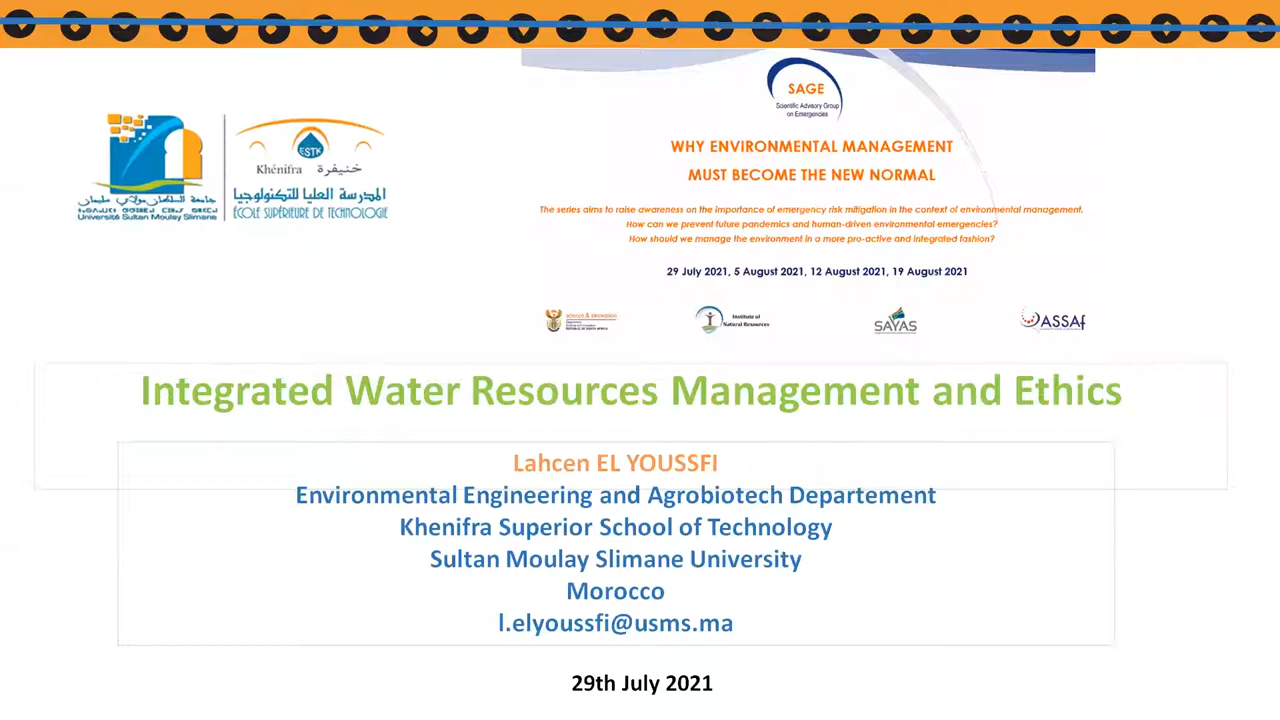 SAGE
Scientific Advisory Group
on Emergencies
WHY ENVIRONMENTAL MANAGEMENT
MUST BECOME THE NEW NORMAL
The series aims to raise awareness on the importance of emergency risk mitigation in the context of environmental management.
How can we prevent future pandemics and human-driven environmental emergencies?
How should we manage the environment in a more pro-active and integrated fashion?
29 July 2021, 5 August 2021, 12 August 2021, 19 August 2021
science & innovation
REPUBLIC OF SOUTH AFRICA
Institute of
Natural Resources
SAYAS
ASSAf
جامعة السلطان مولاي سليمان
Université Sultan Moulay Slimane
ESTK
Khénifra خنيفرة
المدرسة العليا للتكنولوجيا
ÉCOLE SUPÉRIEURE DE TECHNOLOGIE
Integrated Water Resources Management and Ethics
Lahcen EL YOUSSFI
Environmental Engineering and Agrobiotech Departement
Khenifra Superior School of Technology
Sultan Moulay Slimane University
Morocco
l.elyoussfi@usms.ma
29th July 2021